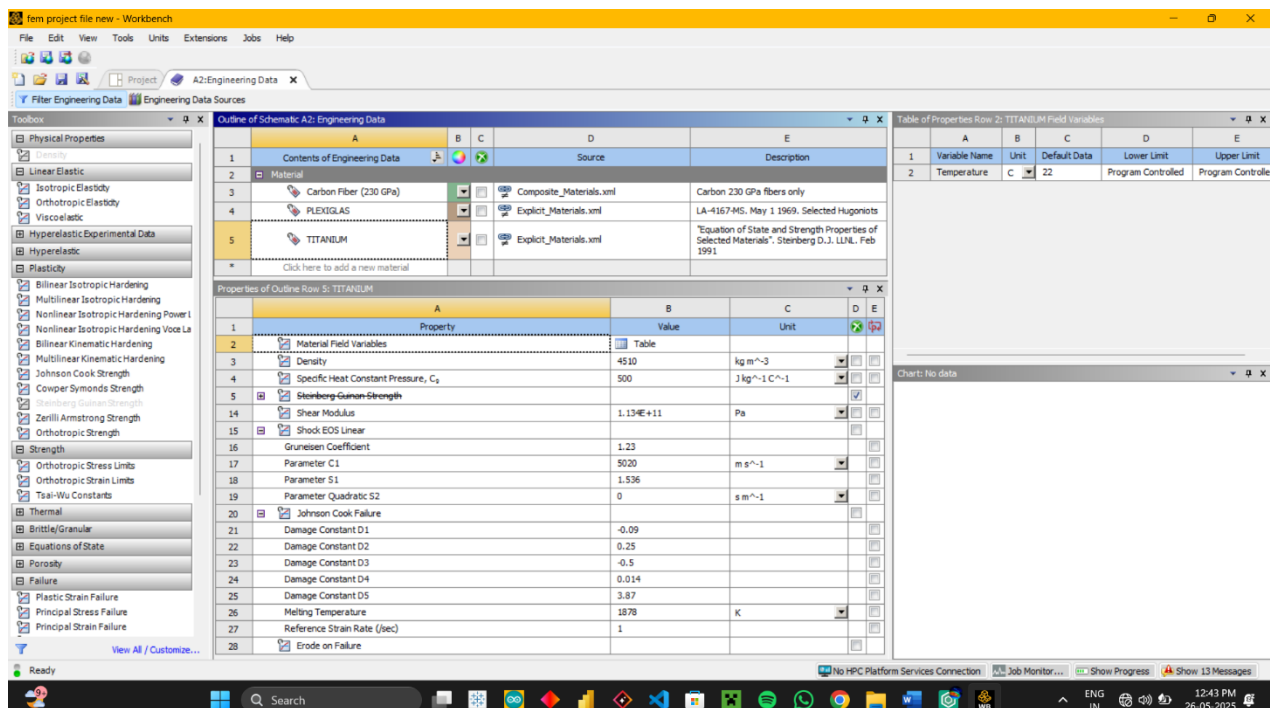 fem project file new - Workbench
File Edit View Tools Units Extensions Jobs Help
Project A2:Engineering Data
Filter Engineering Data Engineering Data Sources
Toolbox
Physical Properties
Density
Linear Elastic
Isotropic Elasticity
Orthotropic Elasticity
Viscoelastic
Hyperelastic Experimental Data
Hyperelastic
Plasticity
Bilinear Isotropic Hardening
Multilinear Isotropic Hardening
Nonlinear Isotropic Hardening Power L
Nonlinear Isotropic Hardening Voce La
Bilinear Kinematic Hardening
Multilinear Kinematic Hardening
Johnson Cook Strength
Cowper Symonds Strength
Steinberg Guinan Strength
Zerilli Armstrong Strength
Orthotropic Strength
Strength
Orthotropic Stress Limits
Orthotropic Strain Limits
Tsai-Wu Constants
Thermal
Brittle/Granular
Equations of State
Porosity
Failure
Plastic Strain Failure
Principal Stress Failure
Principal Strain Failure
View All / Customize...
Outline of Schematic A2: Engineering Data
A B C D E
1 Contents of Engineering Data Source Description
2 Material
3 Carbon Fiber (230 GPa) Composite_Materials.xml Carbon 230 GPa fibers only
4 PLEXIGLAS Explicit_Materials.xml LA-4167-MS. May 1 1969. Selected Hugoniots
5 TITANIUM Explicit_Materials.xml "Equation of State and Strength Properties of
Selected Materials". Steinberg D.J. LLNL. Feb
1991
* Click here to add a new material
Properties of Outline Row 5: TITANIUM
A B C D E
1 Property Value Unit
2 Material Field Variables Table
3 Density 4510 kg m^-3
4 Specific Heat Constant Pressure, Cₚ 500 J kg^-1 C^-1
5 Steinberg Guinan Strength
14 Shear Modulus 1.134E+11 Pa
15 Shock EOS Linear
16 Gruneisen Coefficient 1.23
17 Parameter C1 5020 m s^-1
18 Parameter S1 1.536
19 Parameter Quadratic S2 0 s m^-1
20 Johnson Cook Failure
21 Damage Constant D1 -0.09
22 Damage Constant D2 0.25
23 Damage Constant D3 -0.5
24 Damage Constant D4 0.014
25 Damage Constant D5 3.87
26 Melting Temperature 1878 K
27 Reference Strain Rate (/sec) 1
28 Erode on Failure
Table of Properties Row 2: TITANIUM Field Variables
A B C D E
1 Variable Name Unit Default Data Lower Limit Upper Limit
2 Temperature C 22 Program Controlled Program Controlle
Chart: No data
Ready
No HPC Platform Services Connection Job Monitor... Show Progress Show 13 Messages
9+
Search
W
WB
ENG
IN
12:43 PM
26-05-2025